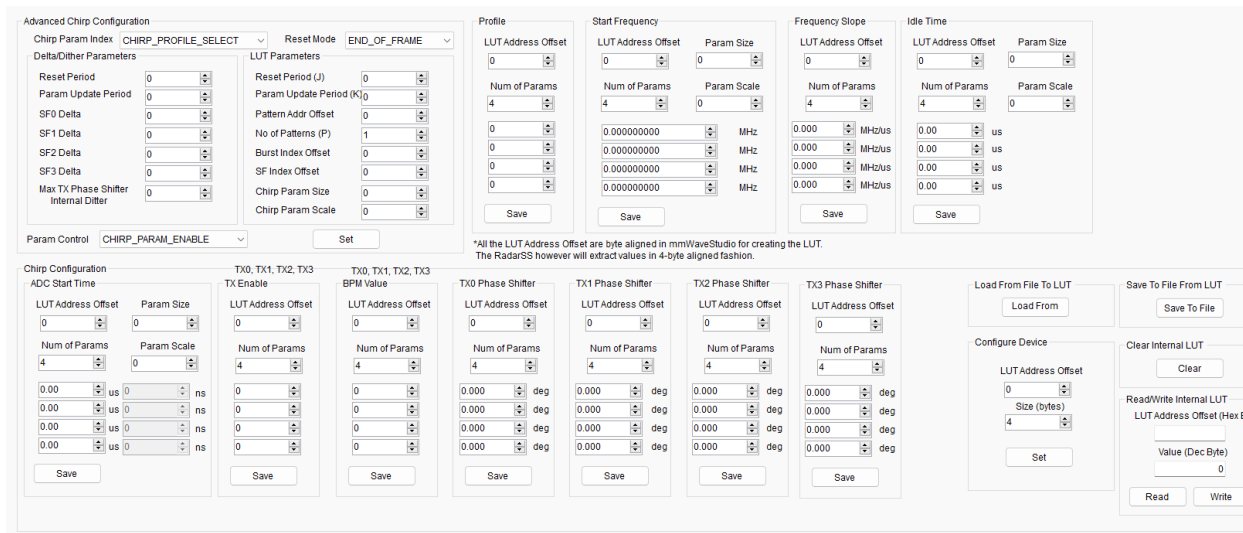 Advanced Chirp Configuration
Chirp Param Index CHIRP_PROFILE_SELECT Reset Mode END_OF_FRAME
Delta/Dither Parameters
Reset Period 0
Param Update Period 0
SF0 Delta 0
SF1 Delta 0
SF2 Delta 0
SF3 Delta 0
Max TX Phase Shifter 0
Internal Ditter
LUT Parameters
Reset Period (J) 0
Param Update Period (K) 0
Pattern Addr Offset 0
No of Patterns (P) 1
Burst Index Offset 0
SF Index Offset 0
Chirp Param Size 0
Chirp Param Scale 0
Param Control CHIRP_PARAM_ENABLE Set
Profile
LUT Address Offset
0
Num of Params
4
0
0
0
0
Save
Start Frequency
LUT Address Offset Param Size
0 0
Num of Params Param Scale
4 0
0.000000000 MHz
0.000000000 MHz
0.000000000 MHz
0.000000000 MHz
Save
Frequency Slope
LUT Address Offset
0
Num of Params
4
0.000 MHz/us
0.000 MHz/us
0.000 MHz/us
0.000 MHz/us
Save
Idle Time
LUT Address Offset Param Size
0 0
Num of Params Param Scale
4 0
0.00 us
0.00 us
0.00 us
0.00 us
Save
*All the LUT Address Offset are byte aligned in mmWaveStudio for creating the LUT.
The RadarSS however will extract values in 4-byte aligned fashion.
Chirp Configuration
ADC Start Time
LUT Address Offset Param Size
0 0
Num of Params Param Scale
4 0
0.00 us 0 ns
0.00 us 0 ns
0.00 us 0 ns
0.00 us 0 ns
Save
TX0, TX1, TX2, TX3
TX Enable
LUT Address Offset
0
Num of Params
4
0
0
0
0
Save
TX0, TX1, TX2, TX3
BPM Value
LUT Address Offset
0
Num of Params
4
0
0
0
0
Save
TX0 Phase Shifter
LUT Address Offset
0
Num of Params
4
0.000 deg
0.000 deg
0.000 deg
0.000 deg
Save
TX1 Phase Shifter
LUT Address Offset
0
Num of Params
4
0.000 deg
0.000 deg
0.000 deg
0.000 deg
Save
TX2 Phase Shifter
LUT Address Offset
0
Num of Params
4
0.000 deg
0.000 deg
0.000 deg
0.000 deg
Save
TX3 Phase Shifter
LUT Address Offset
0
Num of Params
4
0.000 deg
0.000 deg
0.000 deg
0.000 deg
Save
Load From File To LUT
Load From
Configure Device
LUT Address Offset
0
Size (bytes)
4
Set
Save To File From LUT
Save To File
Clear Internal LUT
Clear
Read/Write Internal LUT
LUT Address Offset (Hex
Value (Dec Byte)
0
Read Write